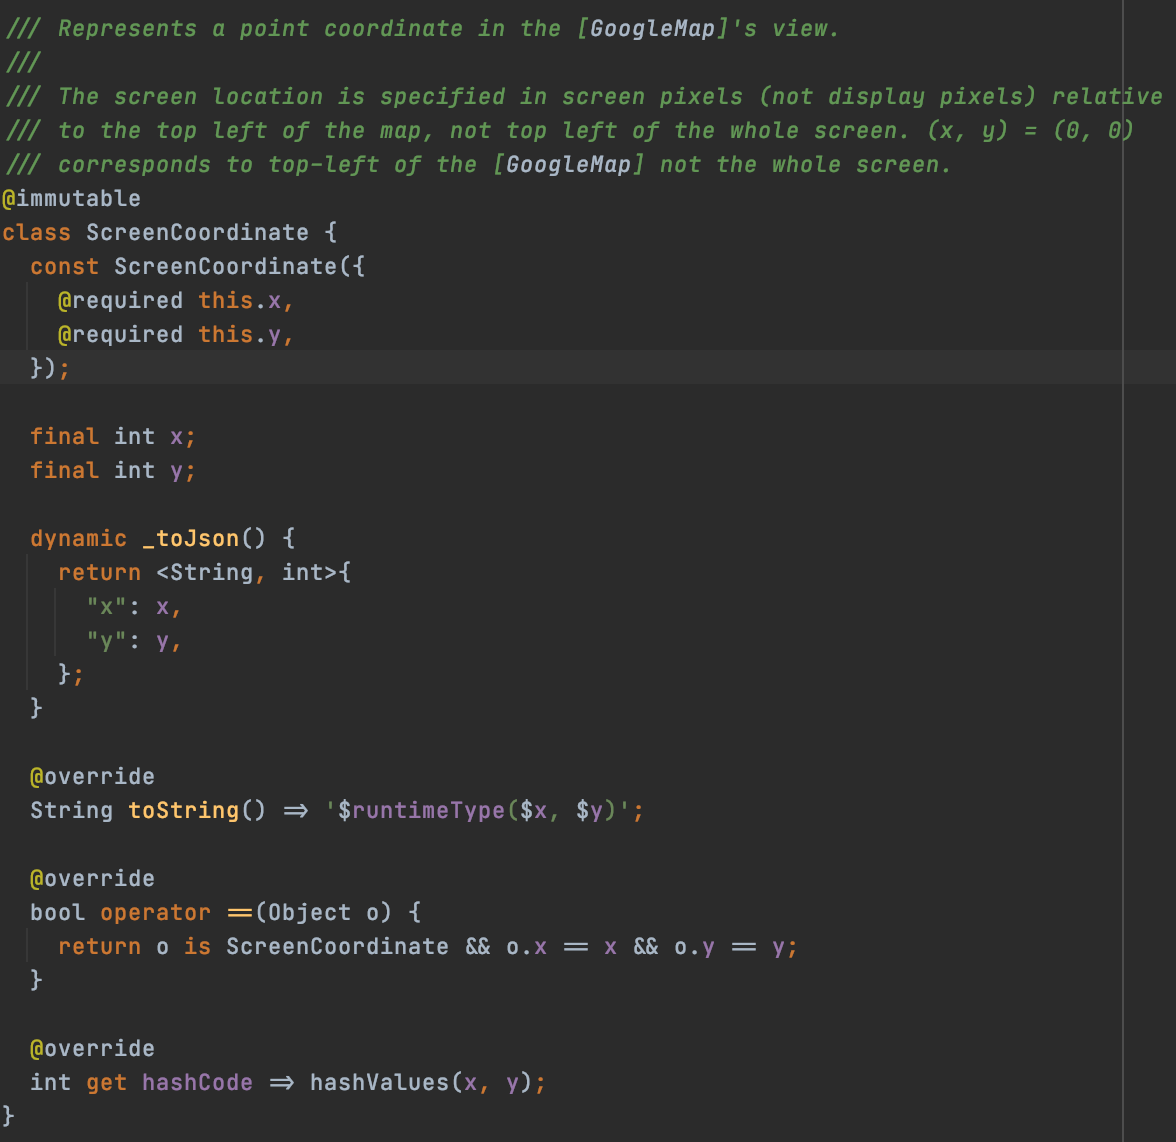 /// Represents a point coordinate in the [GoogleMap]'s view.
///
/// The screen location is specified in screen pixels (not display pixels) relative
/// to the top left of the map, not top left of the whole screen. (x, y) = (0, 0)
/// corresponds to top-left of the [GoogleMap] not the whole screen.
@immutable
class ScreenCoordinate {
  const ScreenCoordinate({
    @required this.x,
    @required this.y,
  });

  final int x;
  final int y;

  dynamic _toJson() {
    return <String, int>{
      "x": x,
      "y": y,
    };
  }

  @override
  String toString() => '$runtimeType($x, $y)';

  @override
  bool operator ==(Object o) {
    return o is ScreenCoordinate && o.x == x && o.y == y;
  }

  @override
  int get hashCode => hashValues(x, y);
}